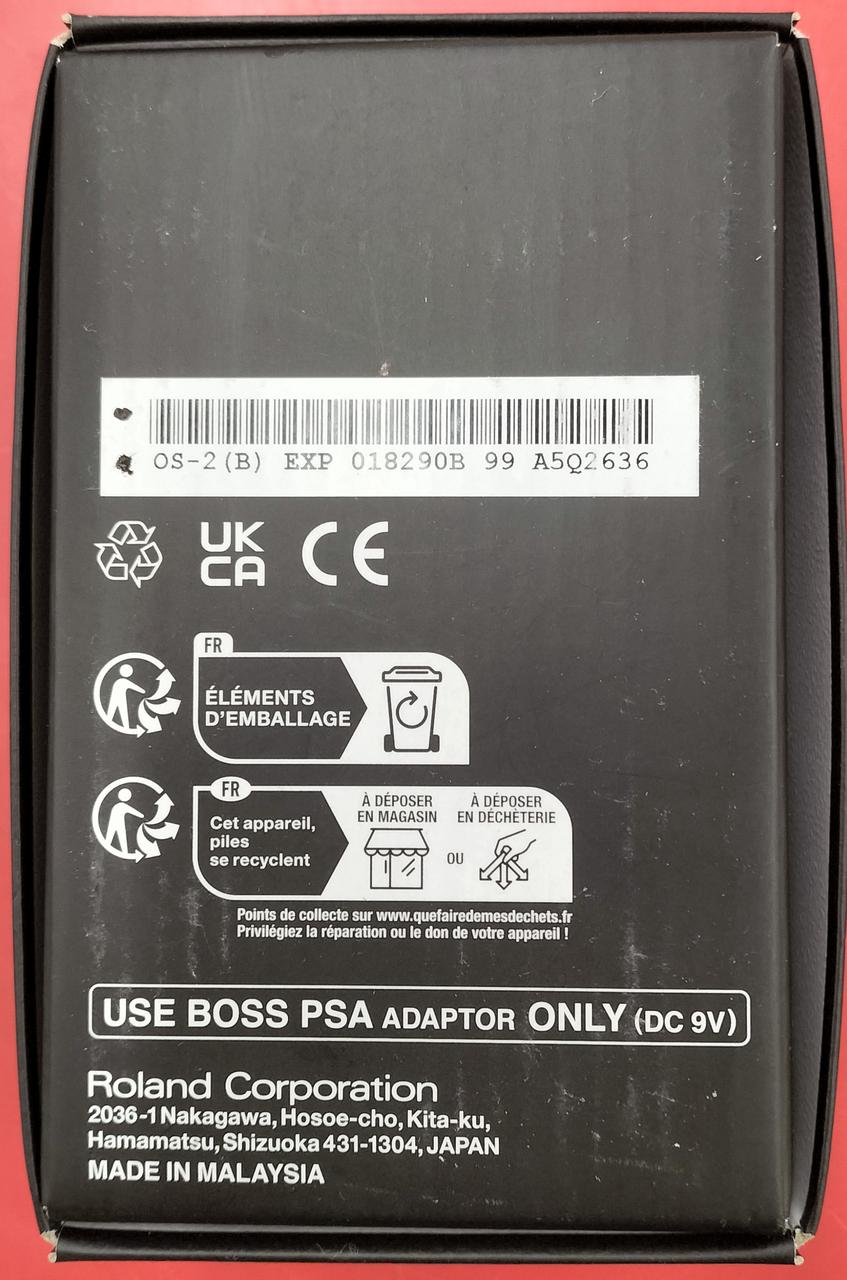 OS-2(B) EXP 018290B 99 A5Q2636
UK
CA
CE
FR
ÉLÉMENTS
D'EMBALLAGE
FR
Cet appareil,
piles
se recyclent
À DÉPOSER
EN MAGASIN
OU
À DÉPOSER
EN DÉCHÈTERIE
Points de collecte sur www.quefairedemesdechets.fr
Privilégiez la réparation ou le don de votre appareil !
USE BOSS PSA ADAPTOR ONLY (DC 9V)
Roland Corporation
2036-1 Nakagawa, Hosoe-cho, Kita-ku,
Hamamatsu, Shizuoka 431-1304, JAPAN
MADE IN MALAYSIA